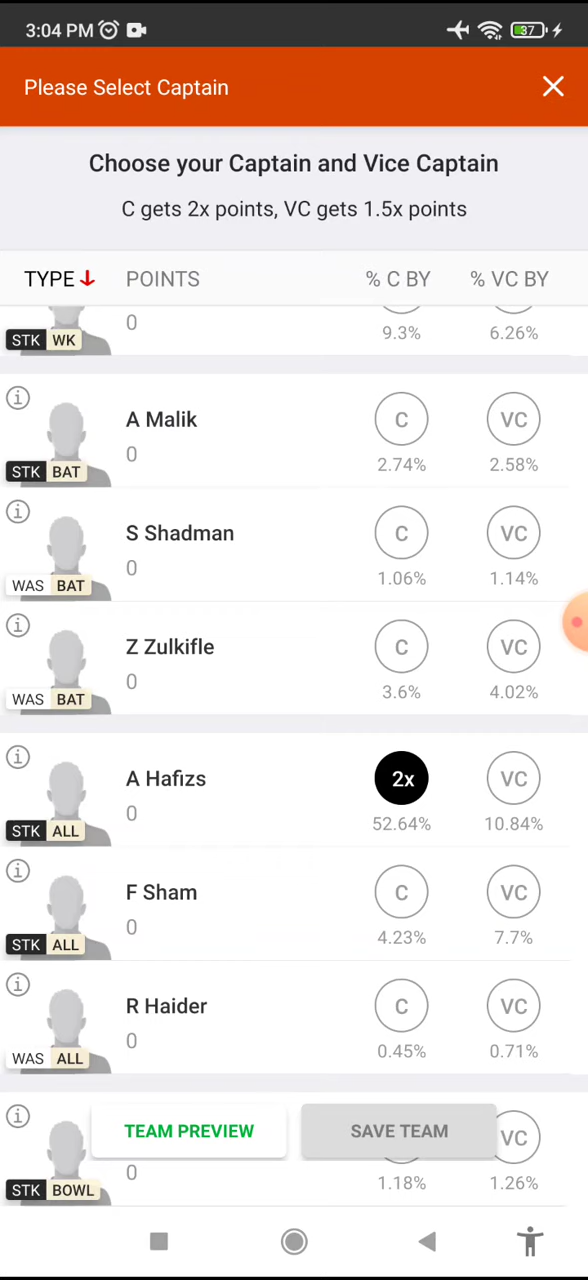 3:04 PM 37
Please Select Captain
Choose your Captain and Vice Captain
C gets 2x points, VC gets 1.5x points
TYPE POINTS % C BY % VC BY
0
STK WK 9.3% 6.26%
A Malik C VC
0
STK BAT 2.74% 2.58%
S Shadman C VC
0
WAS BAT 1.06% 1.14%
Z Zulkifle C VC
0
WAS BAT 3.6% 4.02%
A Hafizs 2x VC
0
STK ALL 52.64% 10.84%
F Sham C VC
0
STK ALL 4.23% 7.7%
R Haider C VC
0
WAS ALL 0.45% 0.71%
TEAM PREVIEW SAVE TEAM VC
0
STK BOWL 1.18% 1.26%